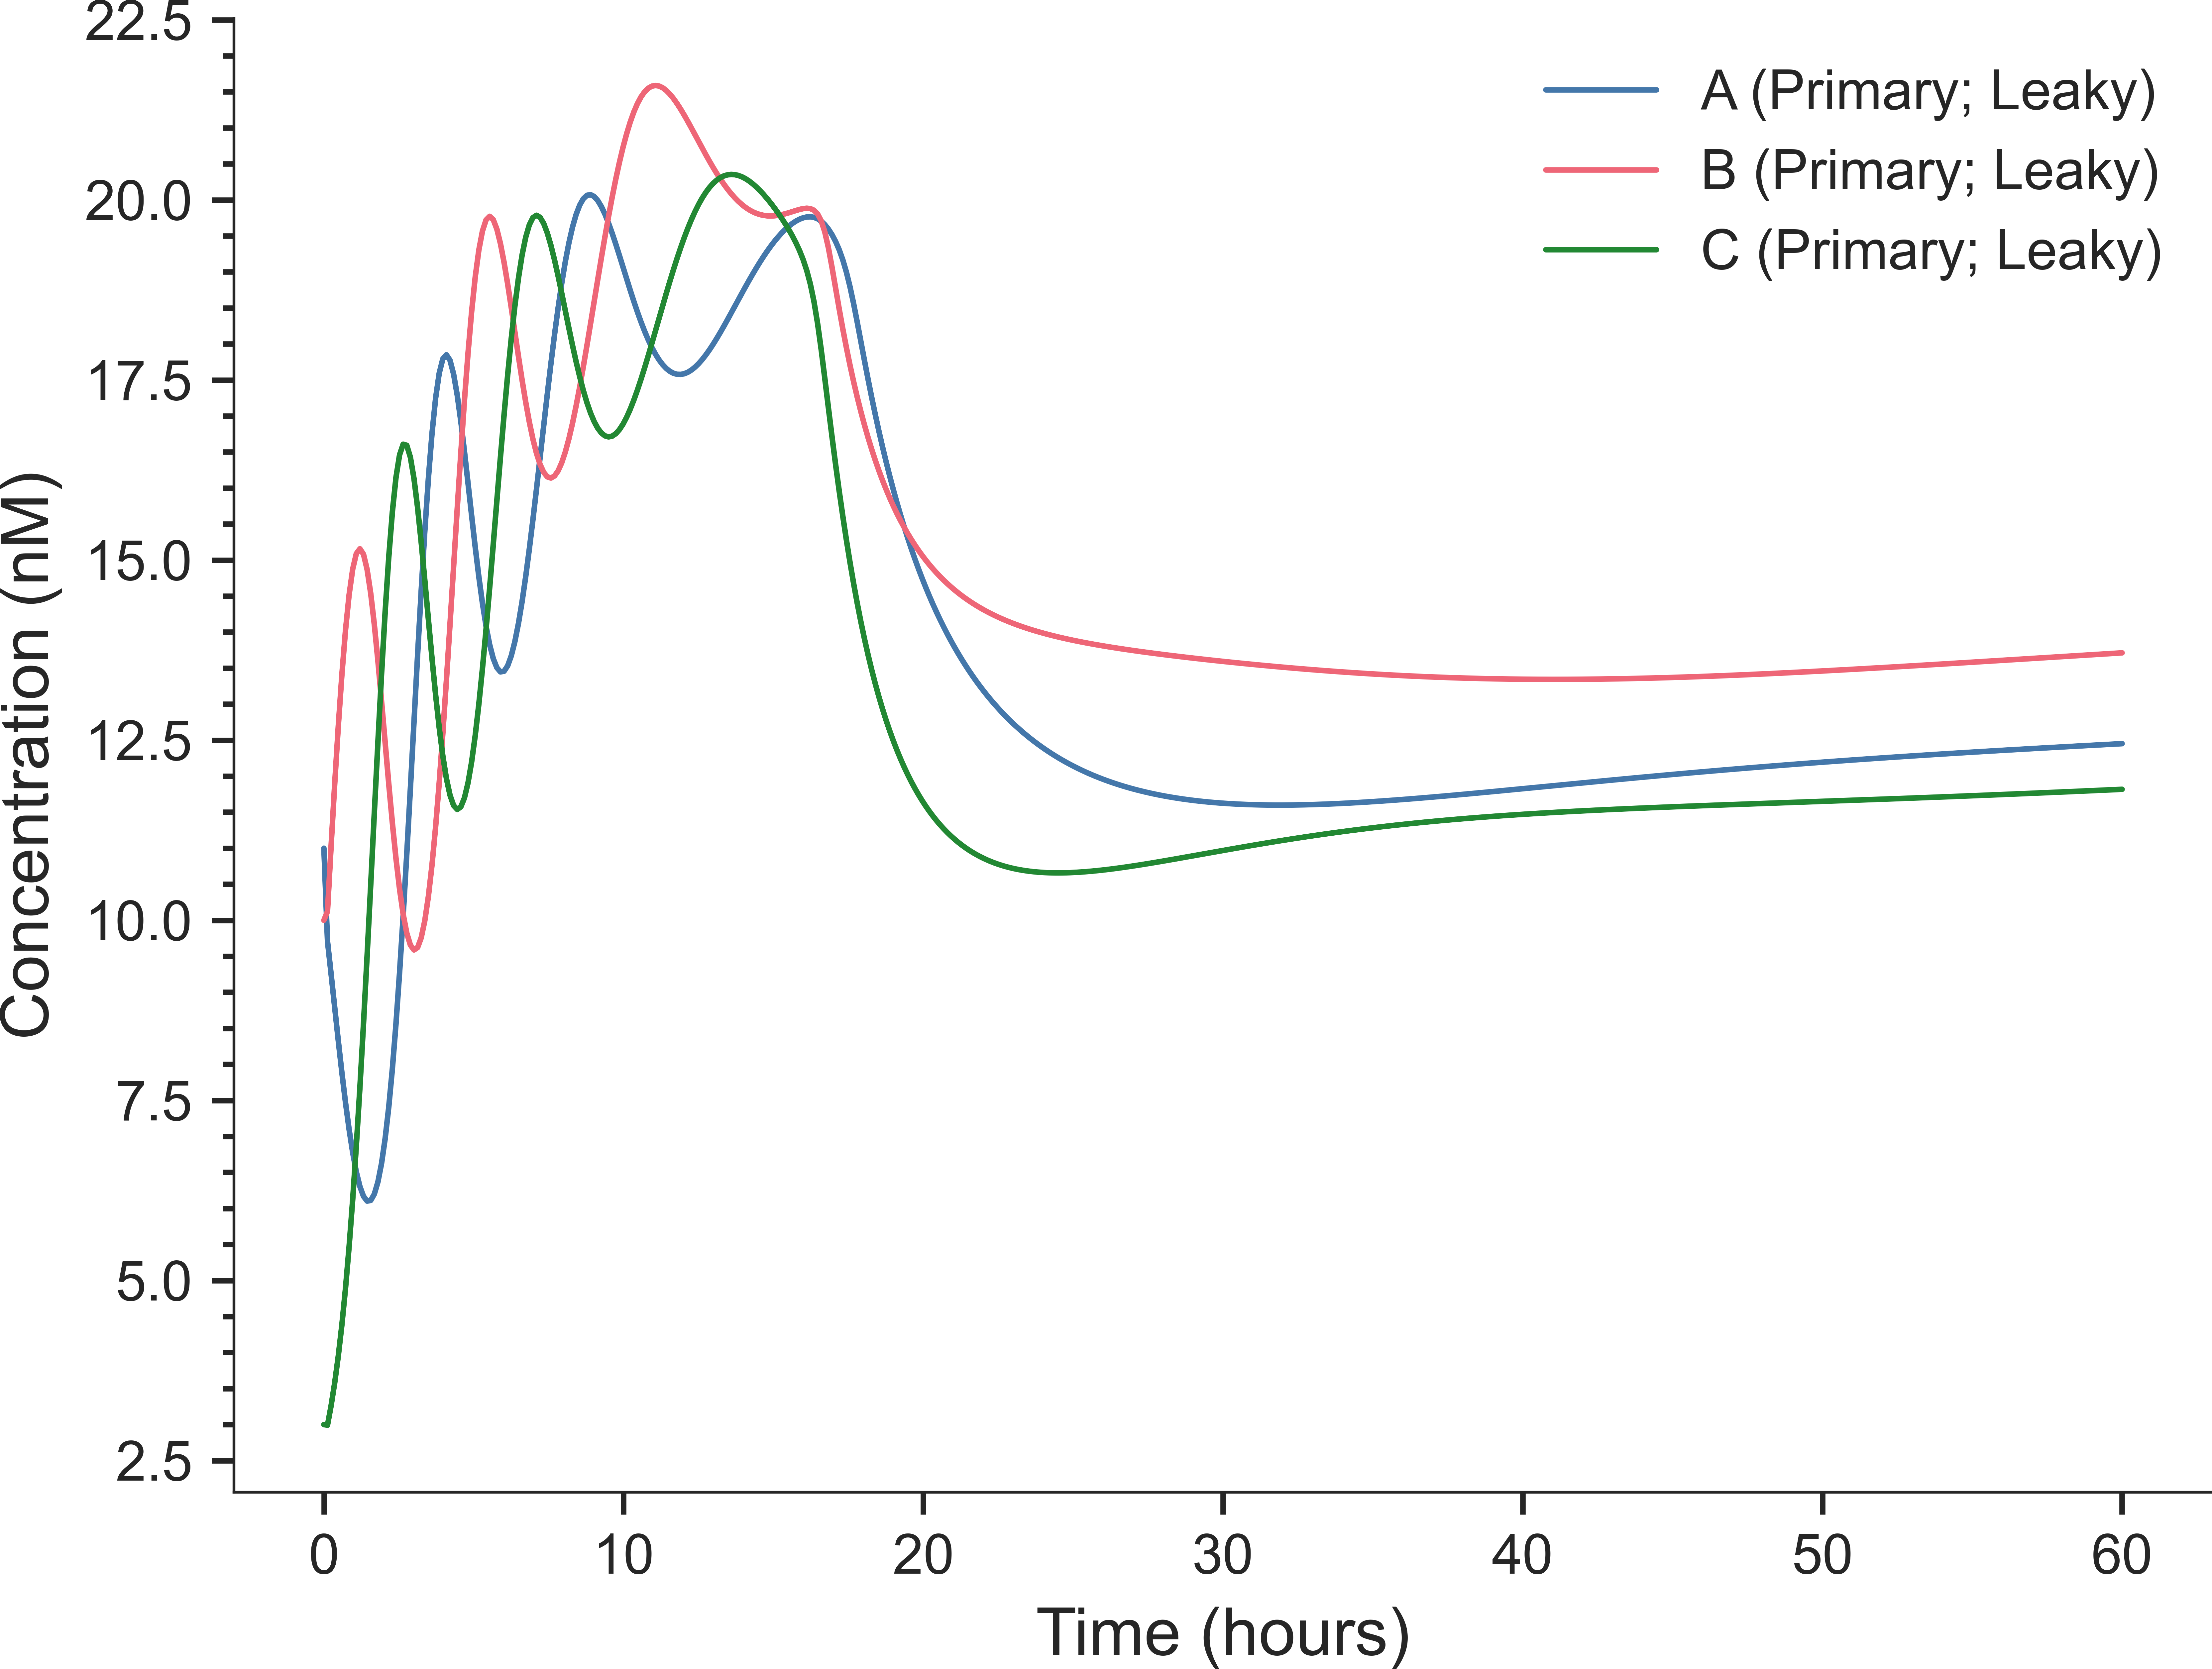 22.5
20.0
17.5
15.0
12.5
10.0
7.5
5.0
2.5
Concentration (nM)
A (Primary; Leaky)
B (Primary; Leaky)
C (Primary; Leaky)
0 10 20 30 40 50 60
Time (hours)